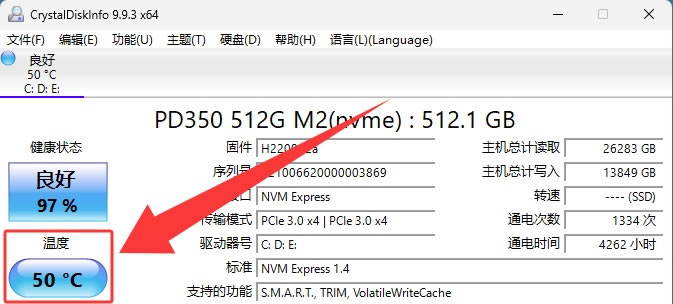 CrystalDiskInfo 9.9.3 x64
文件(F) 编辑(E) 功能(U) 主题(T) 硬盘(D) 帮助(H) 语言(L)(Language)
良好
50 °C
C: D: E:
PD350 512G M2(nvme) : 512.1 GB
健康状态
良好
97 %
温度
50 °C
固件
序列号
NVM Express
传输模式 PCIe 3.0 x4 | PCIe 3.0 x4
驱动器号 C: D: E:
标准 NVM Express 1.4
支持的功能 S.M.A.R.T., TRIM, VolatileWriteCache
主机总计读取 26283 GB
主机总计写入 13849 GB
转速 ---- (SSD)
通电次数 1334 次
通电时间 4262 小时